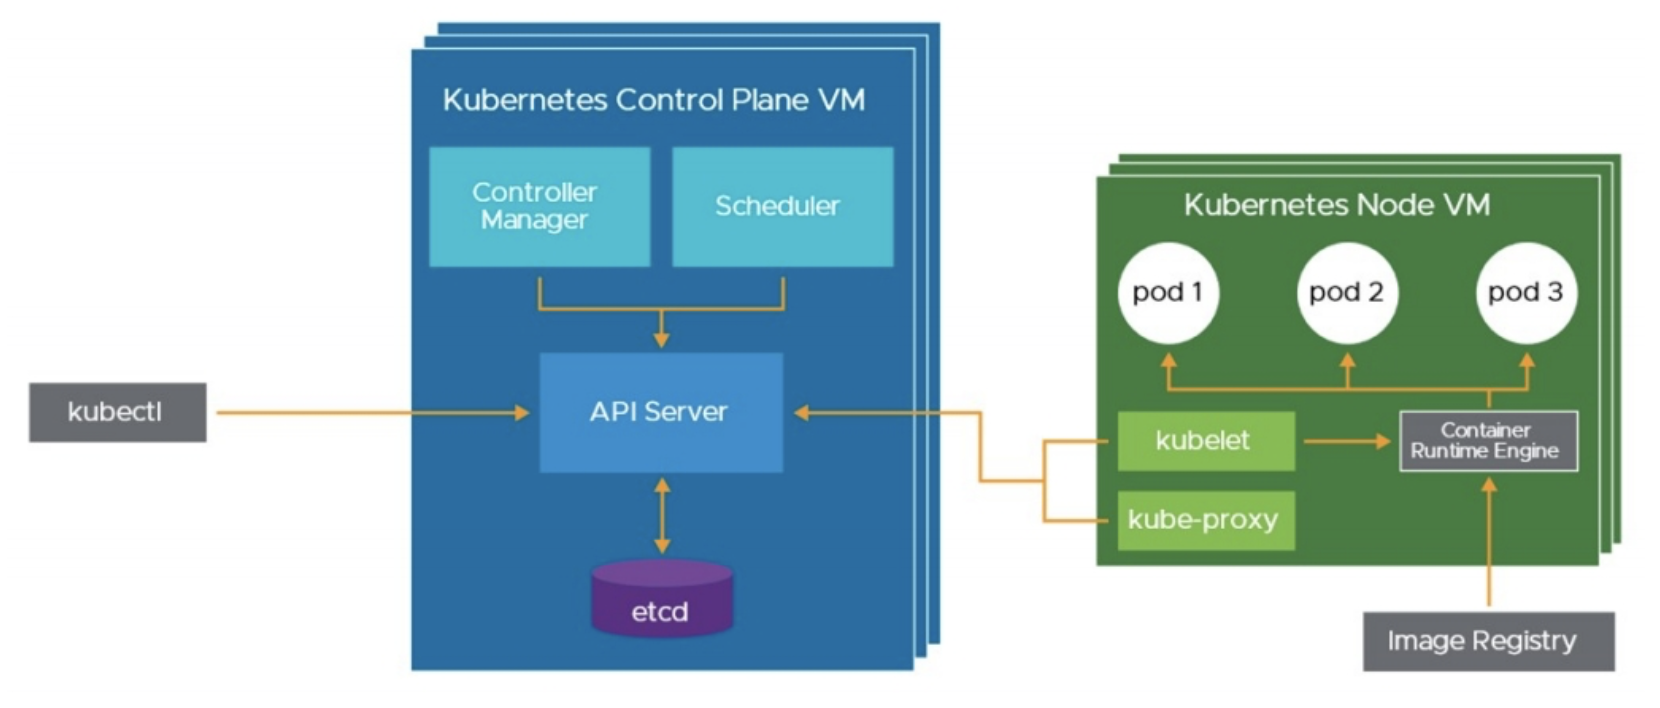 Kubernetes Control Plane VM
Controller
Manager
Scheduler
API Server
etcd
kubectl
Kubernetes Node VM
pod 1
pod 2
pod 3
kubelet
Container
Runtime Engine
kube-proxy
Image Registry